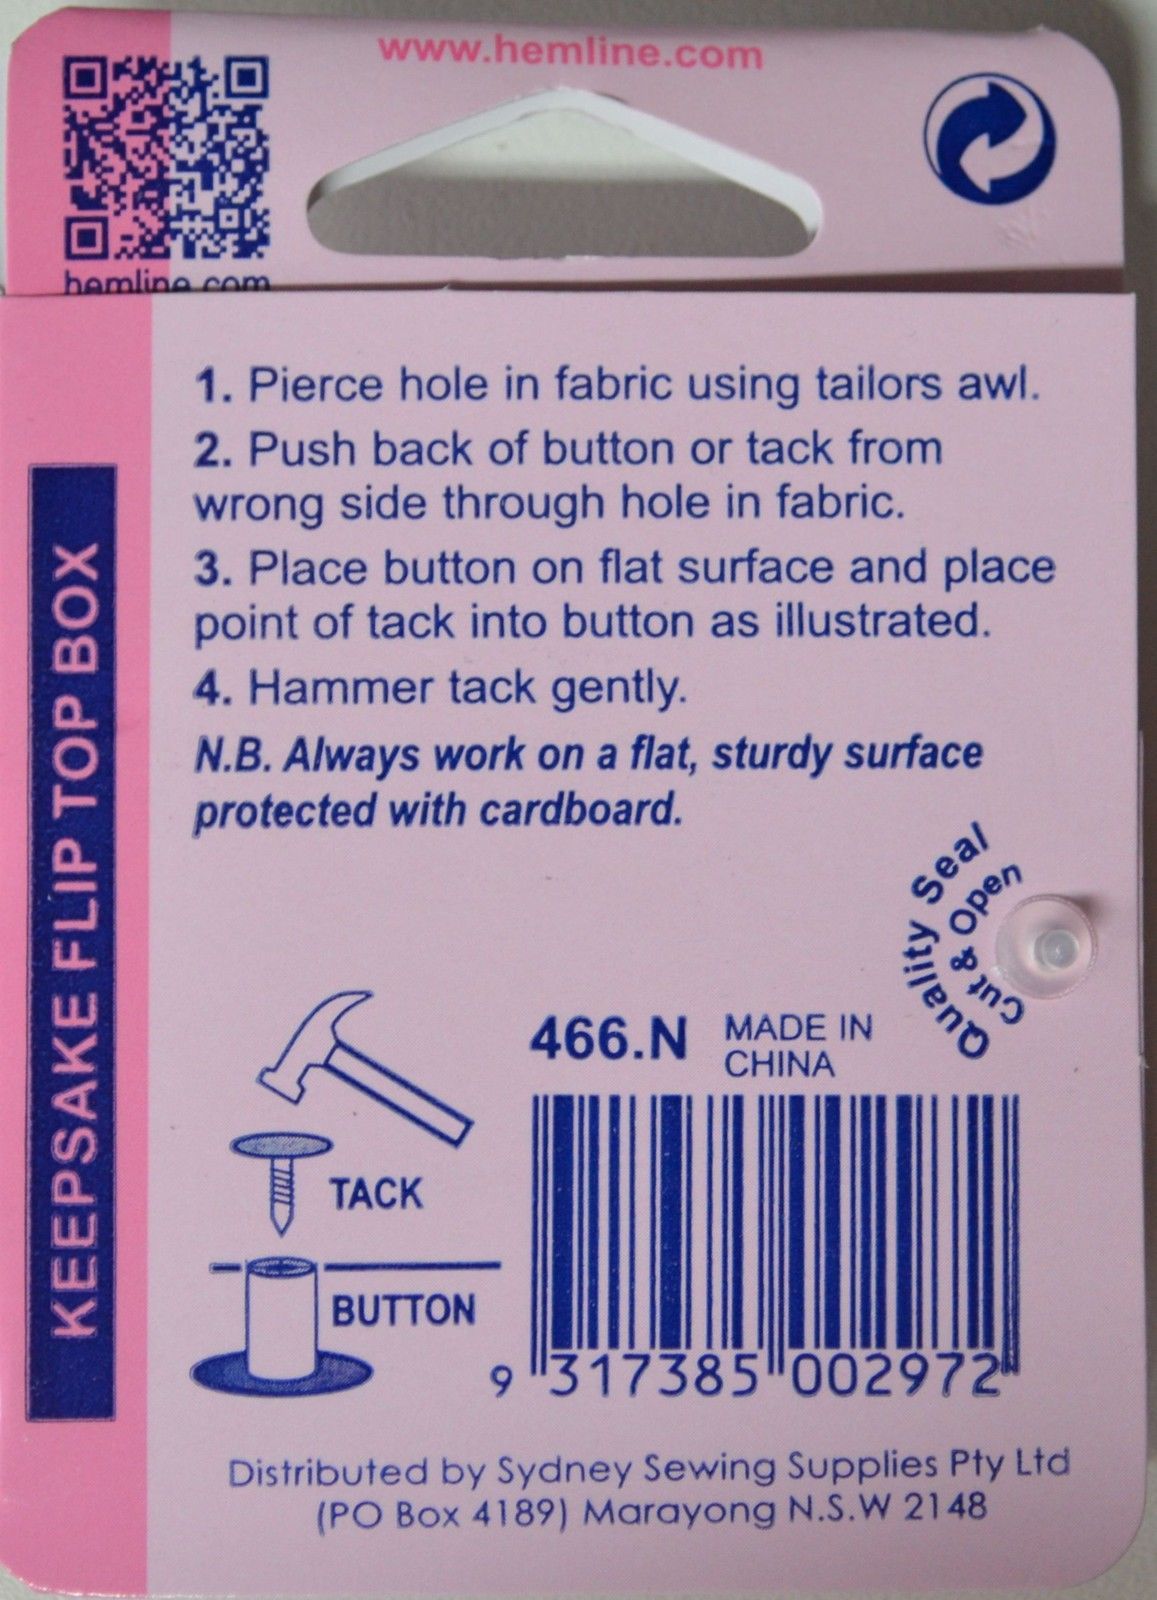 www.hemline.com
hemline.com
1. Pierce hole in fabric using tailors awl.
2. Push back of button or tack from
wrong side through hole in fabric.
3. Place button on flat surface and place
point of tack into button as illustrated.
4. Hammer tack gently.
N.B. Always work on a flat, sturdy surface
protected with cardboard.
KEEPSAKE FLIP TOP BOX
Quality Seal
Cut & Open
466.N
MADE IN
CHINA
TACK
BUTTON
9 317385 002972
Distributed by Sydney Sewing Supplies Pty Ltd
(PO Box 4189) Marayong N.S.W 2148